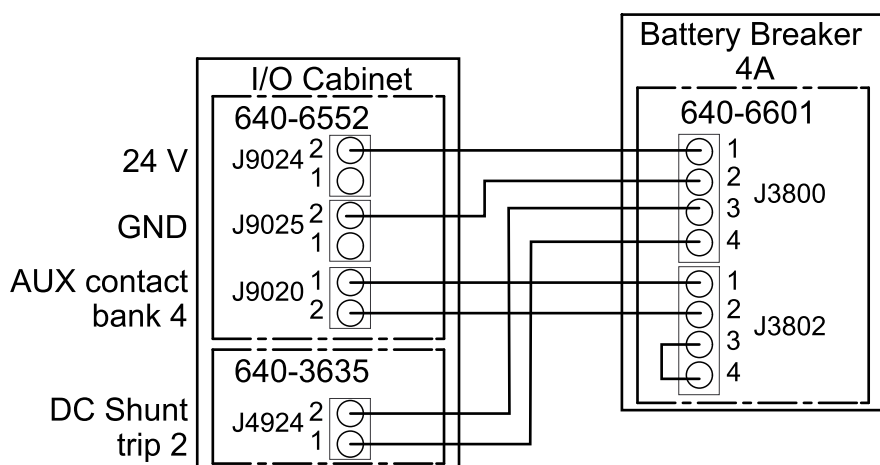 Battery Breaker
4A
I/O Cabinet
640-6552
640-6601
24 V
J9024
2
1
GND
J9025
2
1
AUX contact
bank 4
J9020
1
2
1
2
3
4
J3800
1
2
3
4
J3802
640-3635
DC Shunt
trip 2
J4924
2
1